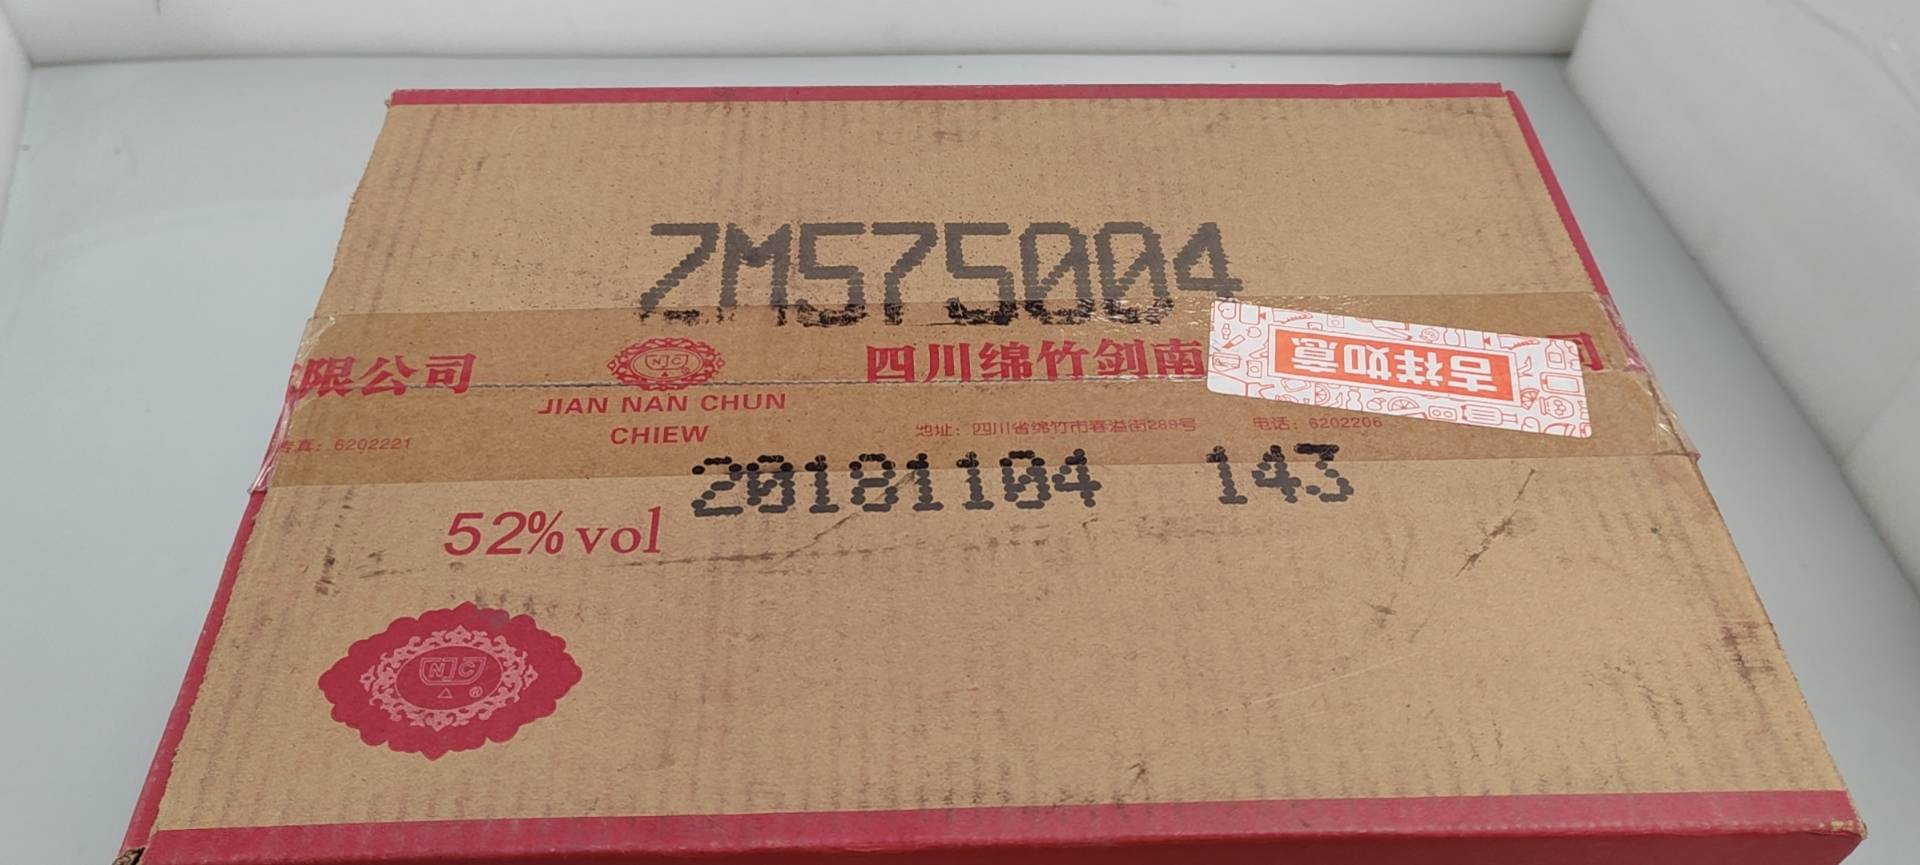 ZM575004
限公司
四川绵竹剑南
司
吉祥如意
JIAN NAN CHUN
CHIEW
传真：6202221
地址：四川省绵竹市春溢街289号
电话：6202206
20181104 143
52% vol
NJC
®